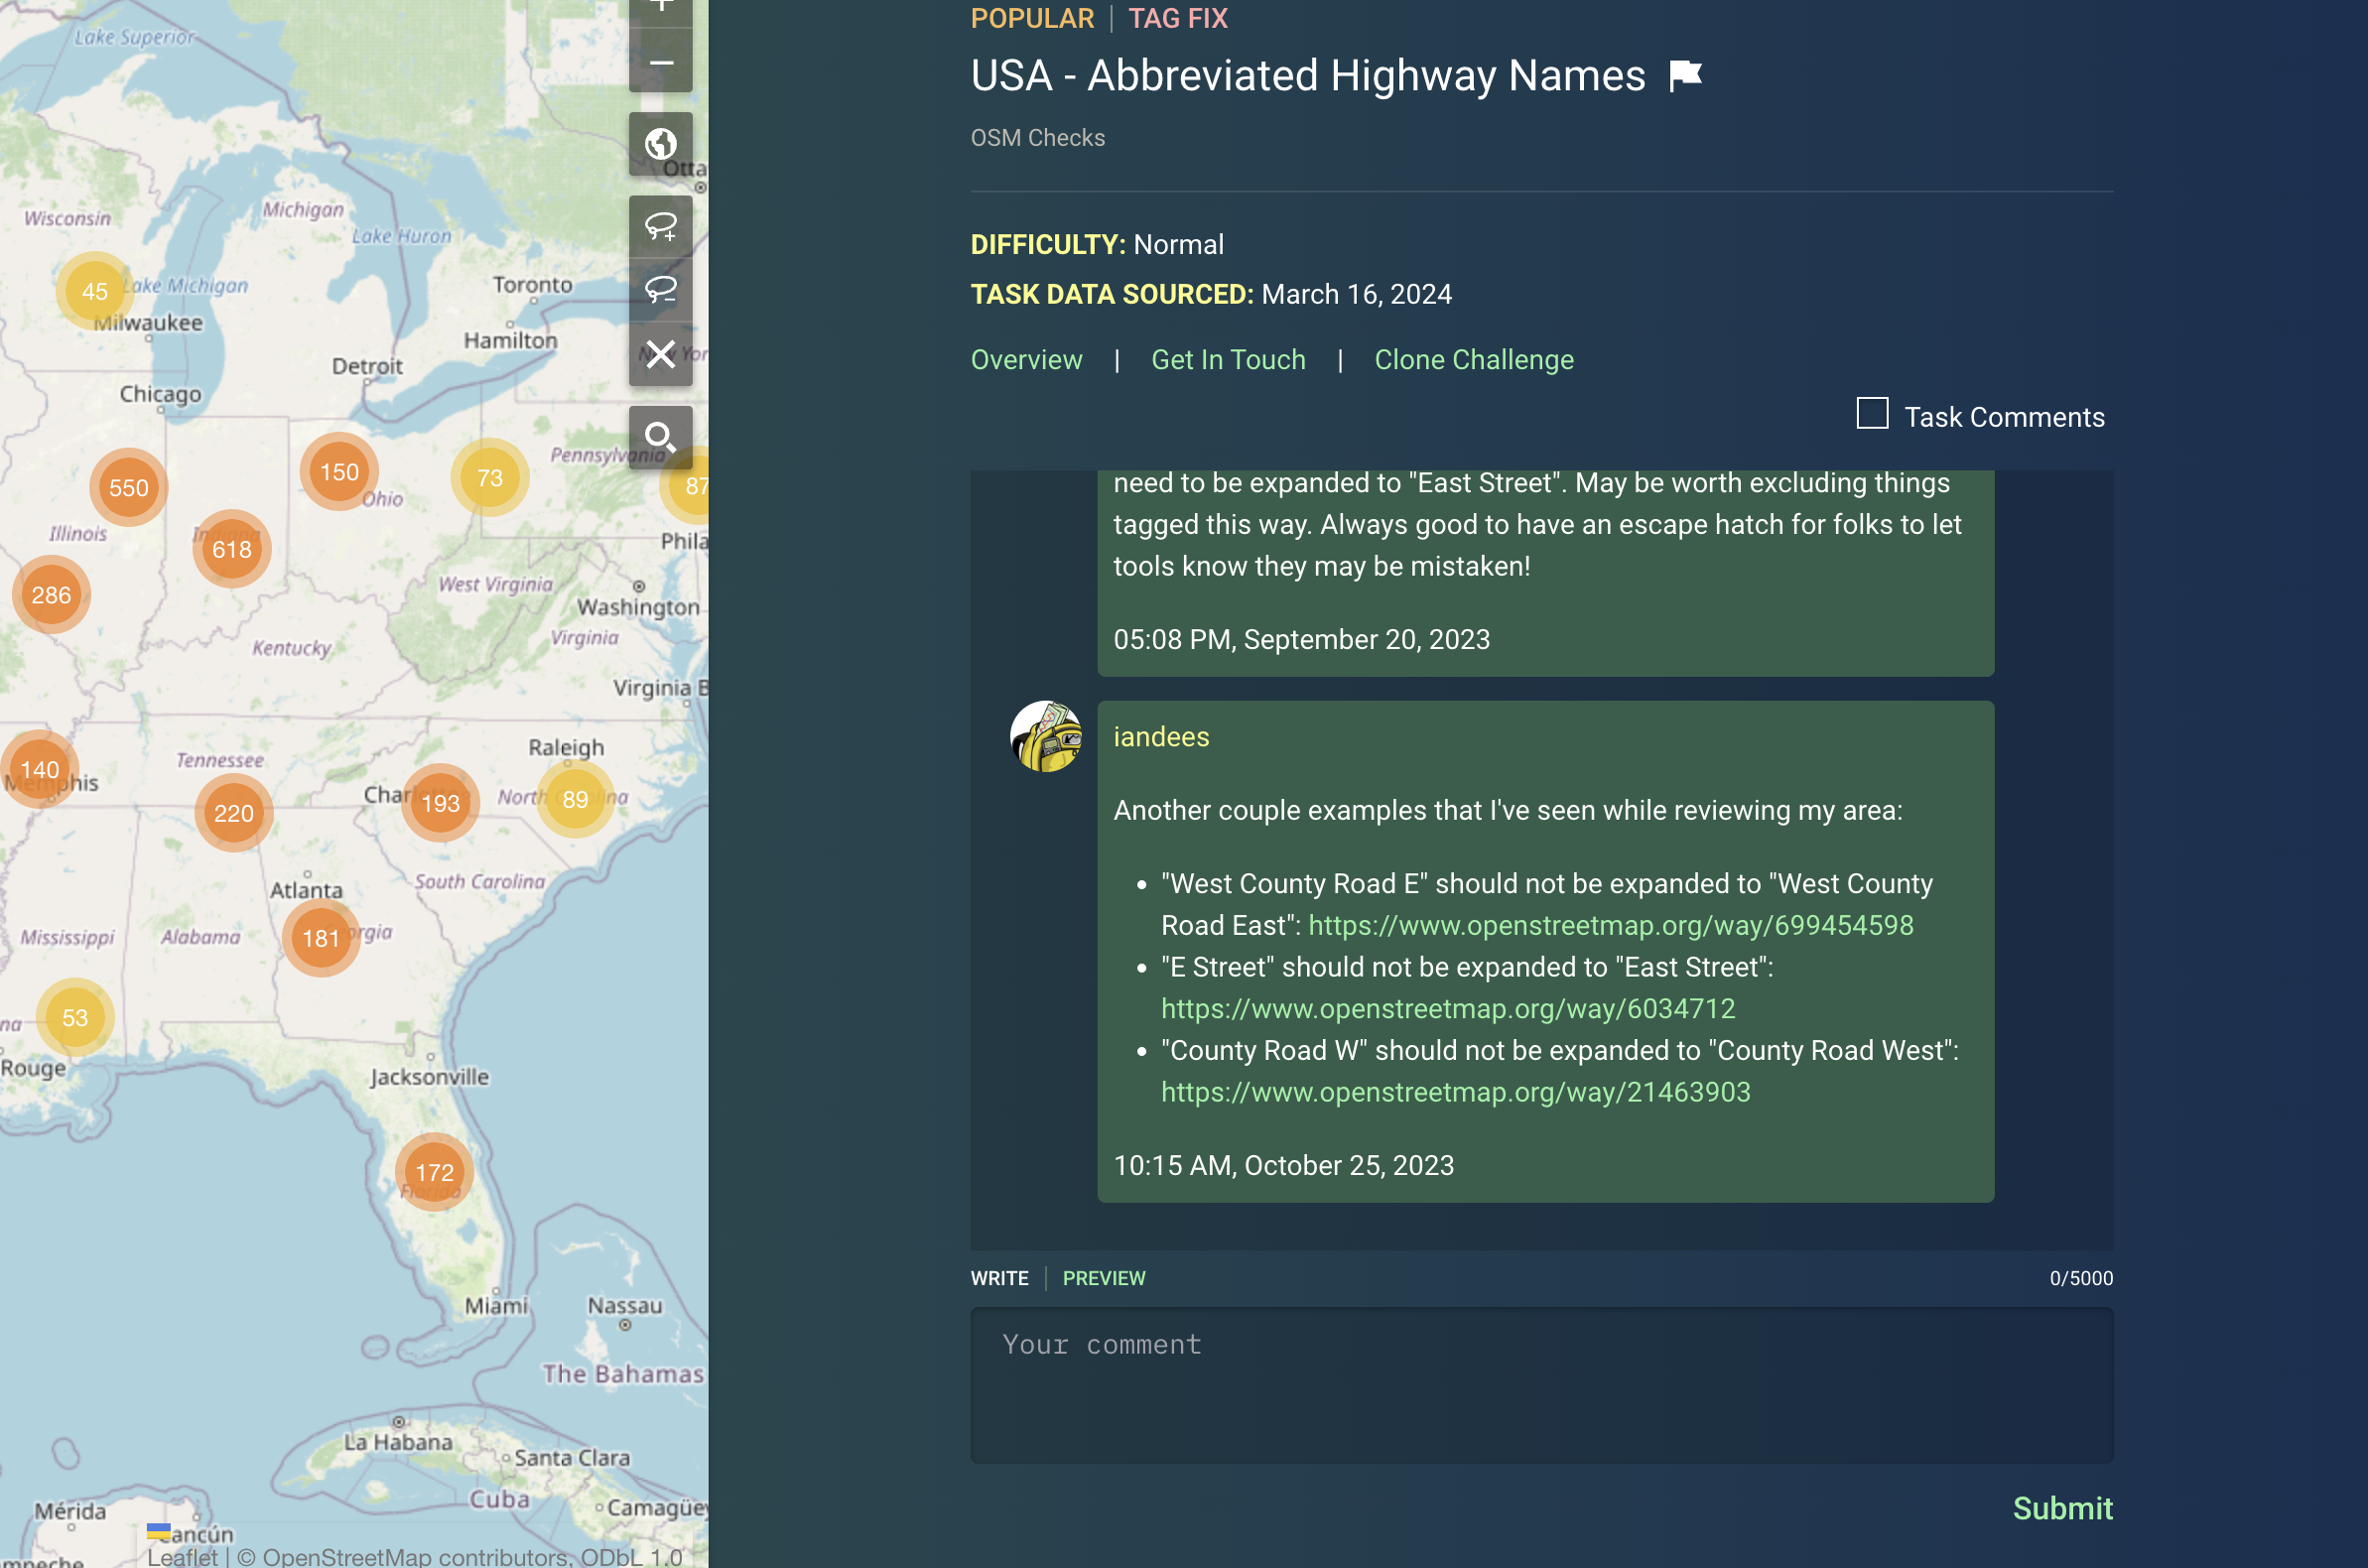 POPULAR | TAG FIX
USA - Abbreviated Highway Names
OSM Checks
DIFFICULTY: Normal
TASK DATA SOURCED: March 16, 2024
Overview | Get In Touch | Clone Challenge
Task Comments
need to be expanded to "East Street". May be worth excluding things
tagged this way. Always good to have an escape hatch for folks to let
tools know they may be mistaken!
05:08 PM, September 20, 2023
iandees
Another couple examples that I've seen while reviewing my area:
• "West County Road E" should not be expanded to "West County
Road East": https://www.openstreetmap.org/way/699454598
• "E Street" should not be expanded to "East Street":
https://www.openstreetmap.org/way/6034712
• "County Road W" should not be expanded to "County Road West":
https://www.openstreetmap.org/way/21463903
10:15 AM, October 25, 2023
WRITE | PREVIEW
0/5000
Your comment
Submit
Lake Superior
Wisconsin
Michigan
Lake Huron
45
Lake Michigan
Toronto
Milwaukee
Hamilton
Detroit
Chicago
550
150
73
Pennsylvania
87
Ohio
Illinois
618
286
West Virginia
Washington
Virginia
Kentucky
Raleigh
140
Memphis
Tennessee
220
193
89
South Carolina
Atlanta
181
Mississippi
Alabama
53
Rouge
Jacksonville
172
Florida
Miami
Nassau
The Bahamas
La Habana
Santa Clara
Cuba
Camagüey
Mérida
Cancún
Leaflet | © OpenStreetMap contributors, ODbL 1.0